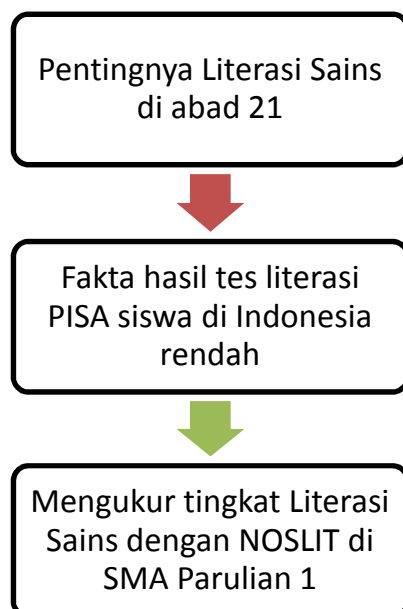 Pentingnya Literasi Sains
di abad 21
Fakta hasil tes literasi
PISA siswa di Indonesia
rendah
Mengukur tingkat Literasi
Sains dengan NOSLIT di
SMA Parulian 1